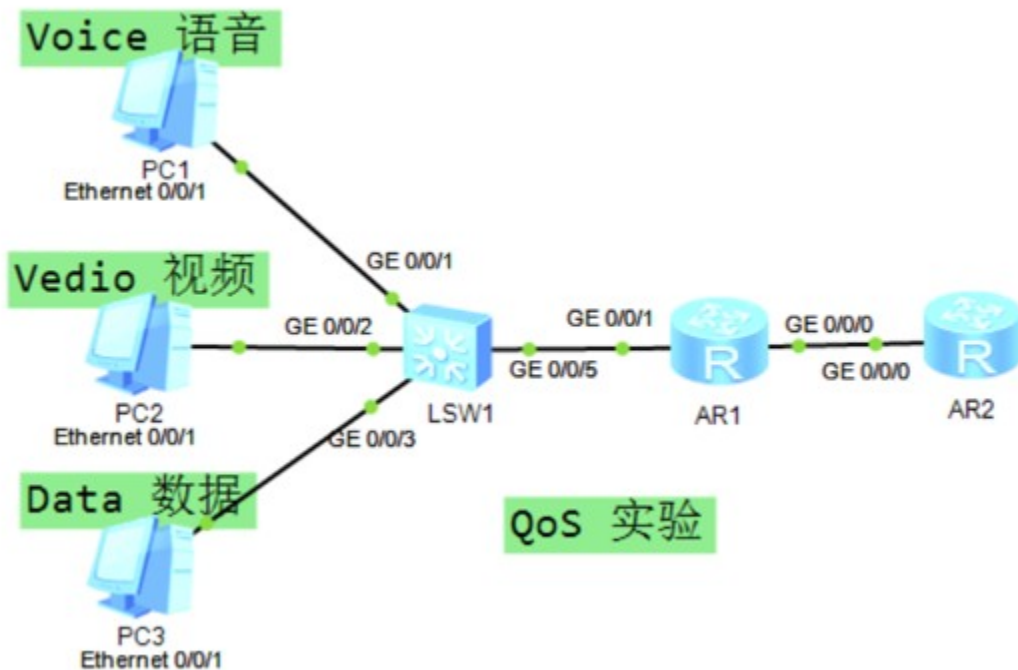 Voice 语音
PC1
Ethernet 0/0/1
GE 0/0/1
Vedio 视频
GE 0/0/2
GE 0/0/1
GE 0/0/0
GE 0/0/5
GE 0/0/0
PC2
Ethernet 0/0/1
LSW1
AR1
AR2
GE 0/0/3
Data 数据
QoS 实验
PC3
Ethernet 0/0/1
R
R